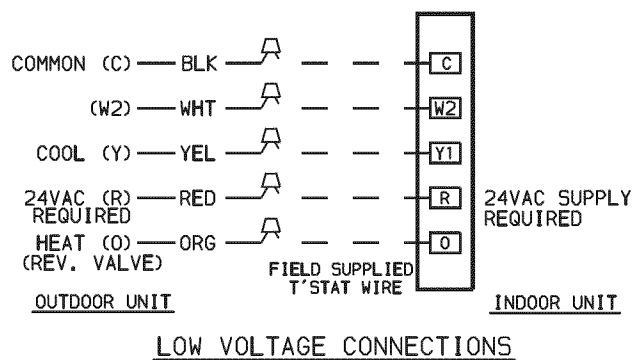 COMMON (C) BLK C
(W2) WHT W2
COOL (Y) YEL Y1
24VAC (R) RED R 24VAC SUPPLY
REQUIRED REQUIRED
HEAT (O) ORG O
(REV. VALVE) FIELD SUPPLIED
T'STAT WIRE
OUTDOOR UNIT INDOOR UNIT
LOW VOLTAGE CONNECTIONS